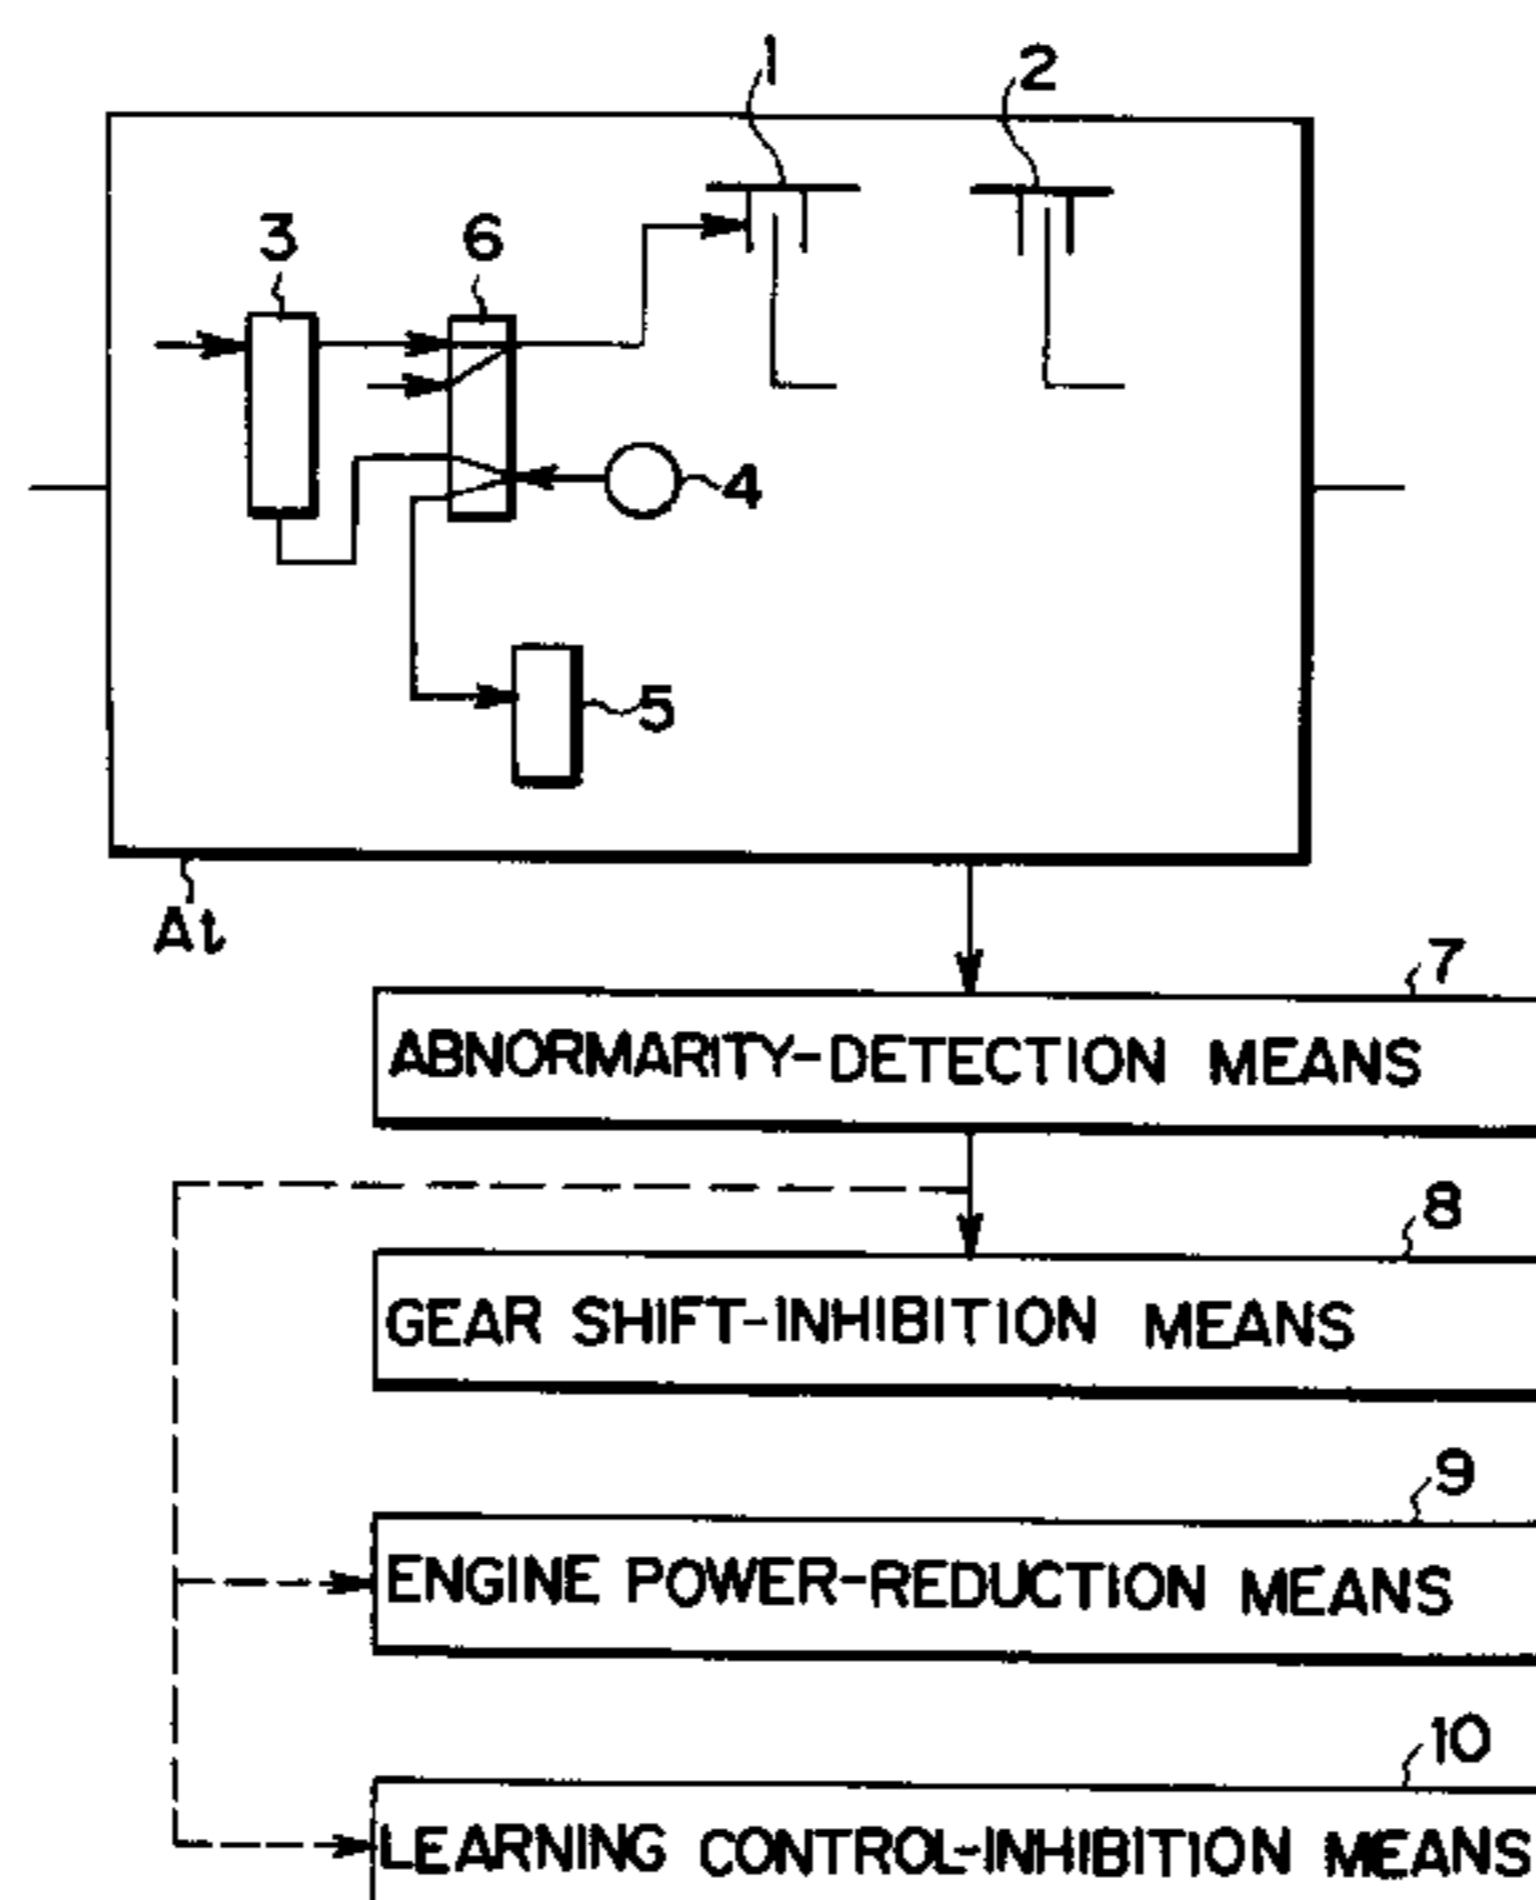 1
2
3
6
4
5
At
7
ABNORMARITY-DETECTION MEANS
8
GEAR SHIFT-INHIBITION MEANS
9
ENGINE POWER-REDUCTION MEANS
10
LEARNING CONTROL-INHIBITION MEANS